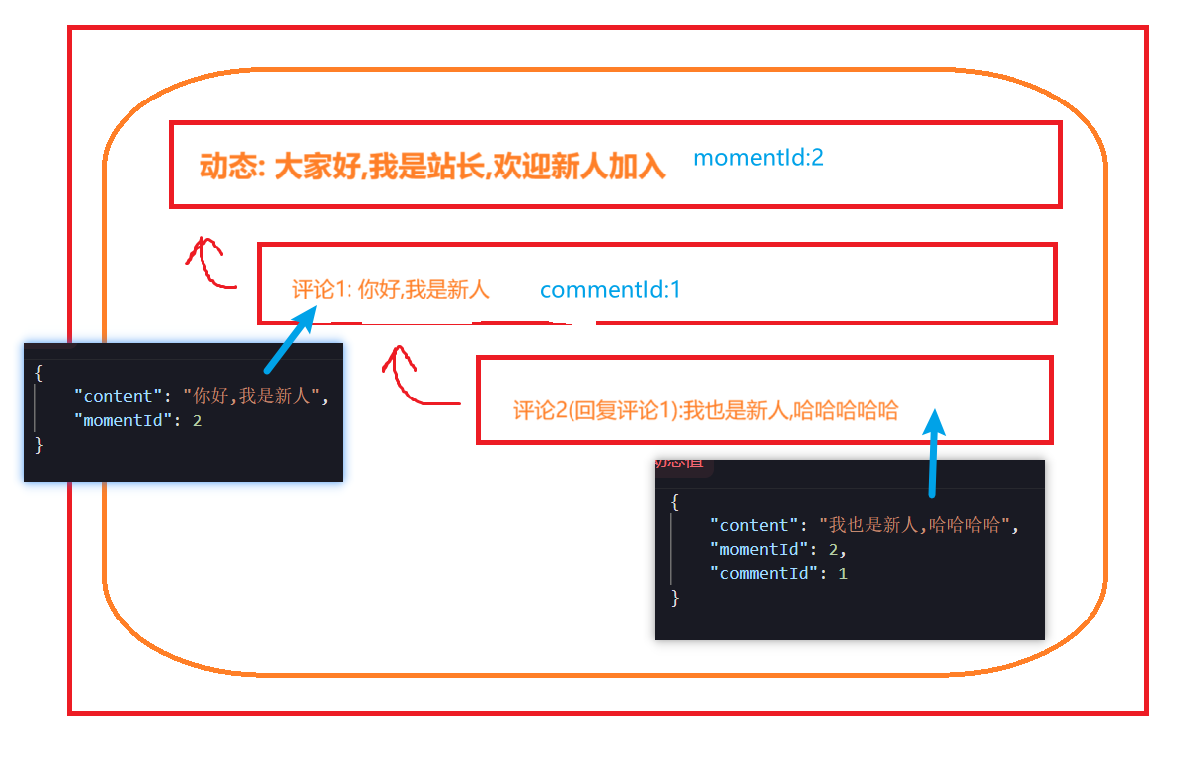 动态: 大家好,我是站长,欢迎新人加入
momentId:2
评论1: 你好,我是新人
commentId:1
{
"content": "你好,我是新人",
"momentId": 2
}
评论2(回复评论1):我也是新人,哈哈哈哈哈
动态值
{
"content": "我也是新人,哈哈哈哈",
"momentId": 2,
"commentId": 1
}